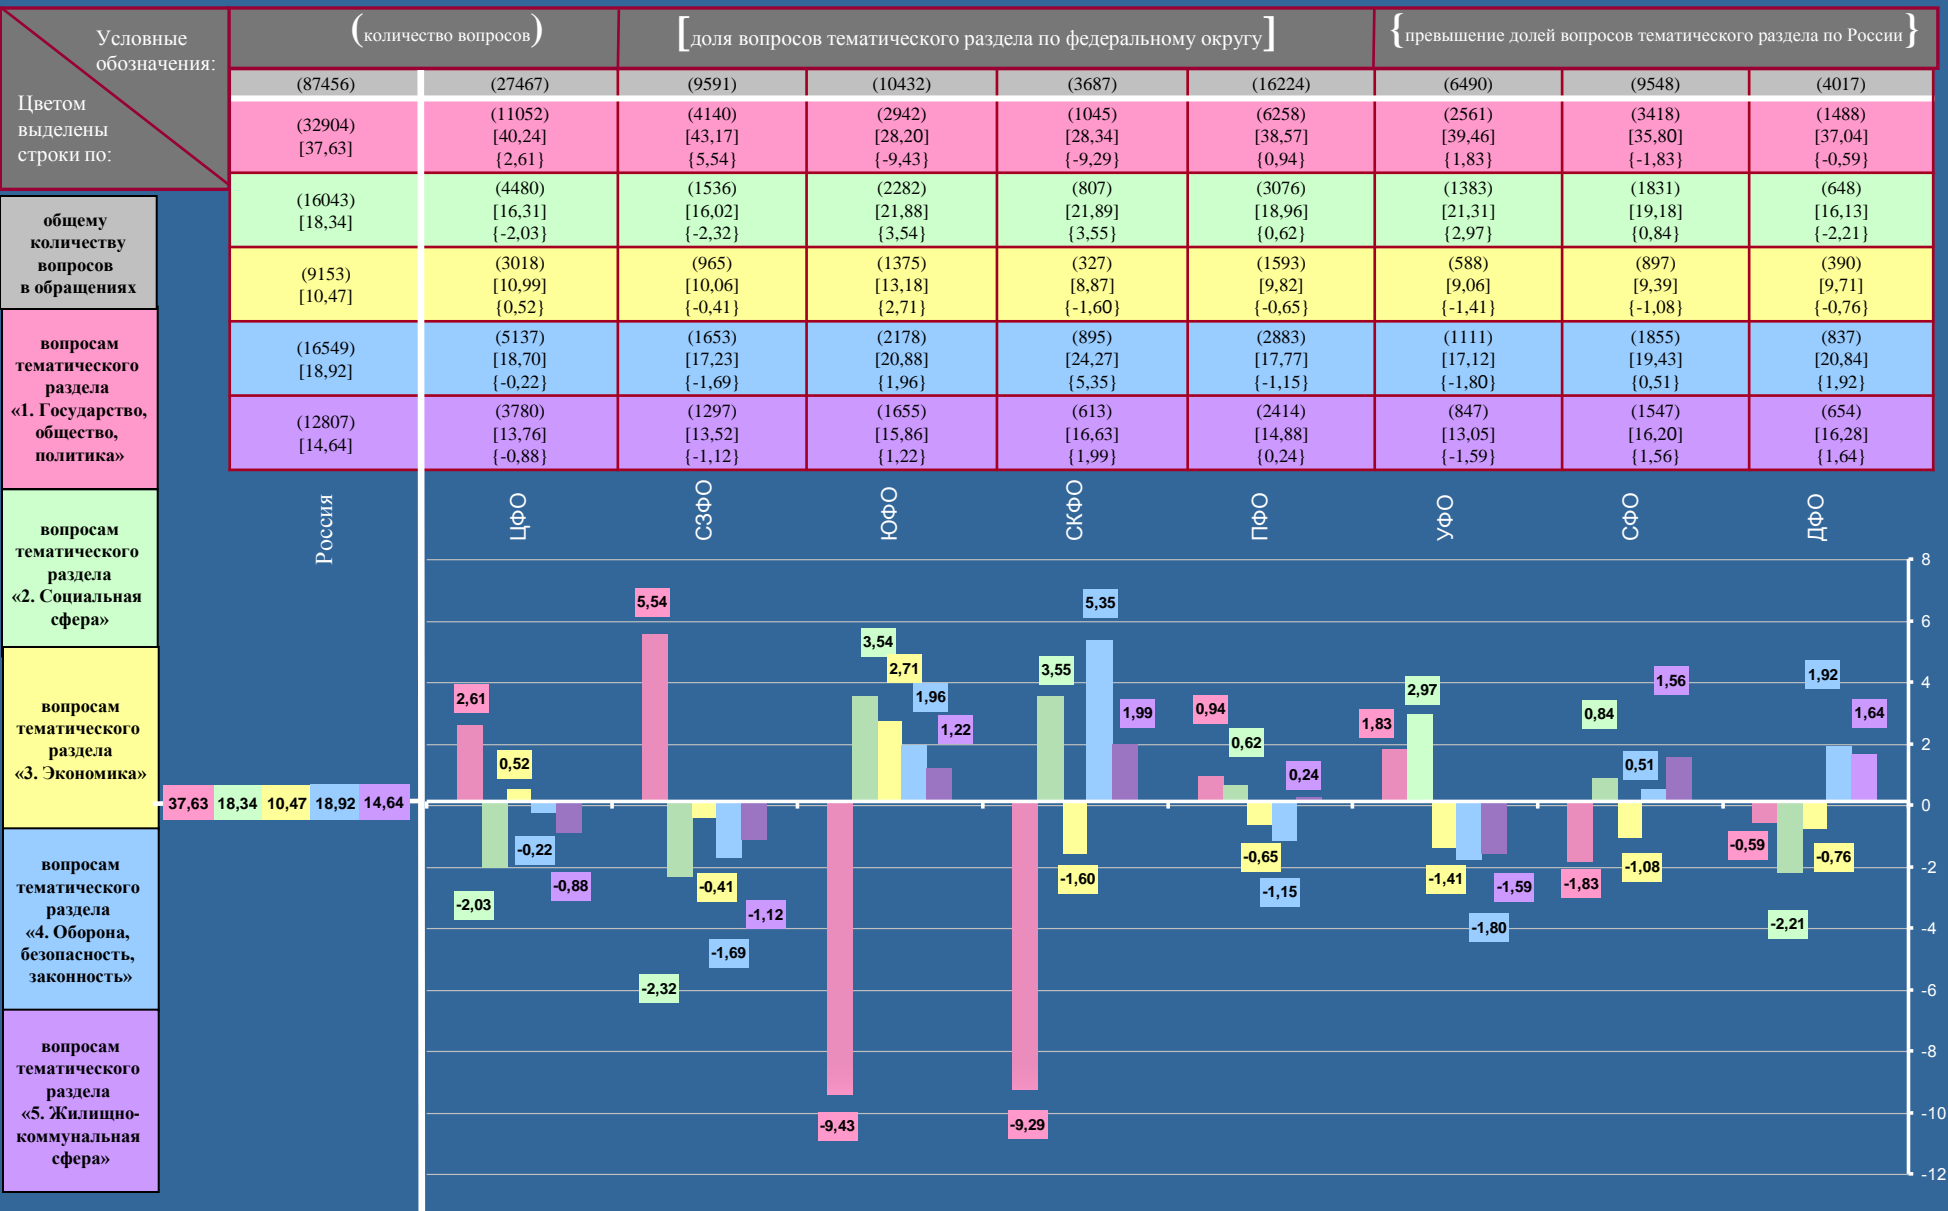 Условные
обозначения:
Цветом
выделены
строки по:
(количество вопросов)
[доля вопросов тематического раздела по федеральному округу]
{превышение долей вопросов тематического раздела по России}
(87456) (27467) (9591) (10432) (3687) (16224) (6490) (9548) (4017)
(32904)
[37,63]
(11052) (4140) (2942) (1045) (6258) (2561) (3418) (1488)
[40,24] [43,17] [28,20] [28,34] [38,57] [39,46] [35,80] [37,04]
{2,61} {5,54} {-9,43} {-9,29} {0,94} {1,83} {-1,83} {-0,59}
(16043)
[18,34]
(4480) (1536) (2282) (807) (3076) (1383) (1831) (648)
[16,31] [16,02] [21,88] [21,89] [18,96] [21,31] [19,18] [16,13]
{-2,03} {-2,32} {3,54} {3,55} {0,62} {2,97} {0,84} {-2,21}
(9153)
[10,47]
(3018) (965) (1375) (327) (1593) (588) (897) (390)
[10,99] [10,06] [13,18] [8,87] [9,82] [9,06] [9,39] [9,71]
{0,52} {-0,41} {2,71} {-1,60} {-0,65} {-1,41} {-1,08} {-0,76}
(16549)
[18,92]
(5137) (1653) (2178) (895) (2883) (1111) (1855) (837)
[18,70] [17,23] [20,88] [24,27] [17,77] [17,12] [19,43] [20,84]
{-0,22} {-1,69} {1,96} {5,35} {-1,15} {-1,80} {0,51} {1,92}
(12807)
[14,64]
(3780) (1297) (1655) (613) (2414) (847) (1547) (654)
[13,76] [13,52] [15,86] [16,63] [14,88] [13,05] [16,20] [16,28]
{-0,88} {-1,12} {1,22} {1,99} {0,24} {-1,59} {1,56} {1,64}
общему
количеству
вопросов
в обращениях
вопросам
тематического
раздела
«1. Государство,
общество,
политика»
вопросам
тематического
раздела
«2. Социальная
сфера»
вопросам
тематического
раздела
«3. Экономика»
вопросам
тематического
раздела
«4. Оборона,
безопасность,
законность»
вопросам
тематического
раздела
«5. Жилищно-
коммунальная
сфера»
Россия
ЦФО
СЗФО
ЮФО
СКФО
ПФО
УФО
СФО
ДФО
37,63 18,34 10,47 18,92 14,64
2,61
-2,03
0,52
-0,22
-0,88
5,54
-2,32
-0,41
-1,69
-1,12
-9,43
3,54
2,71
1,96
1,22
-9,29
3,55
-1,60
5,35
1,99
0,94
0,62
-0,65
-1,15
0,24
1,83
2,97
-1,41
-1,80
-1,59
-1,83
0,84
-1,08
0,51
1,56
-0,59
-2,21
-0,76
1,92
1,64
8
6
4
2
0
-2
-4
-6
-8
-10
-12